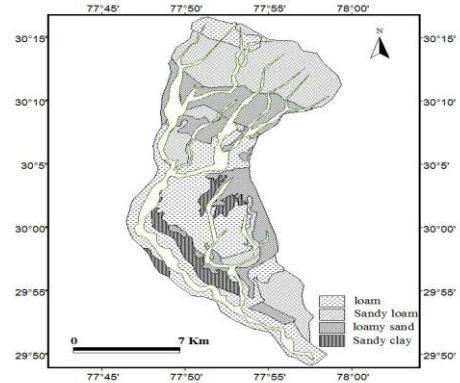 77°45' 77°50' 77°55' 78°00'
N
30°15' 30°15'
30°10' 30°10'
30°5' 30°5'
30°00' 30°00'
29°55' 29°55'
29°50' 29°50'
loam
Sandy loam
loamy sand
Sandy clay
0 7 Km
77°45' 77°50' 77°55' 78°00'